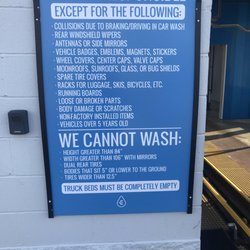 EXCEPT FOR THE FOLLOWING:
· COLLISIONS DUE TO BRAKING/DRIVING IN CAR WASH
· REAR WINDSHIELD WIPERS
· ANTENNAS OR SIDE MIRRORS
· VEHICLE BADGES, EMBLEMS, MAGNETS, STICKERS
· WHEEL COVERS, CENTER CAPS, VALVE CAPS
· MOONROOFS, SUNROOFS, GLASS, OR BUG SHIELDS
· SPARE TIRE COVERS
· RACKS FOR LUGGAGE, SKIS, BICYCLES, ETC.
· RUNNING BOARDS
· LOOSE OR BROKEN PARTS
· BODY DAMAGE OR SCRATCHES
· NON-FACTORY INSTALLED ITEMS
· VEHICLES OVER 5 YEARS OLD
WE CANNOT WASH:
· HEIGHT GREATER THAN 84"
· WIDTH GREATER THAN 106" WITH MIRRORS
· DUAL REAR TIRES
· BODIES THAT SIT 5" OR LOWER TO THE GROUND
· TIRES WIDER THAN 12.5"
TRUCK BEDS MUST BE COMPLETELY EMPTY